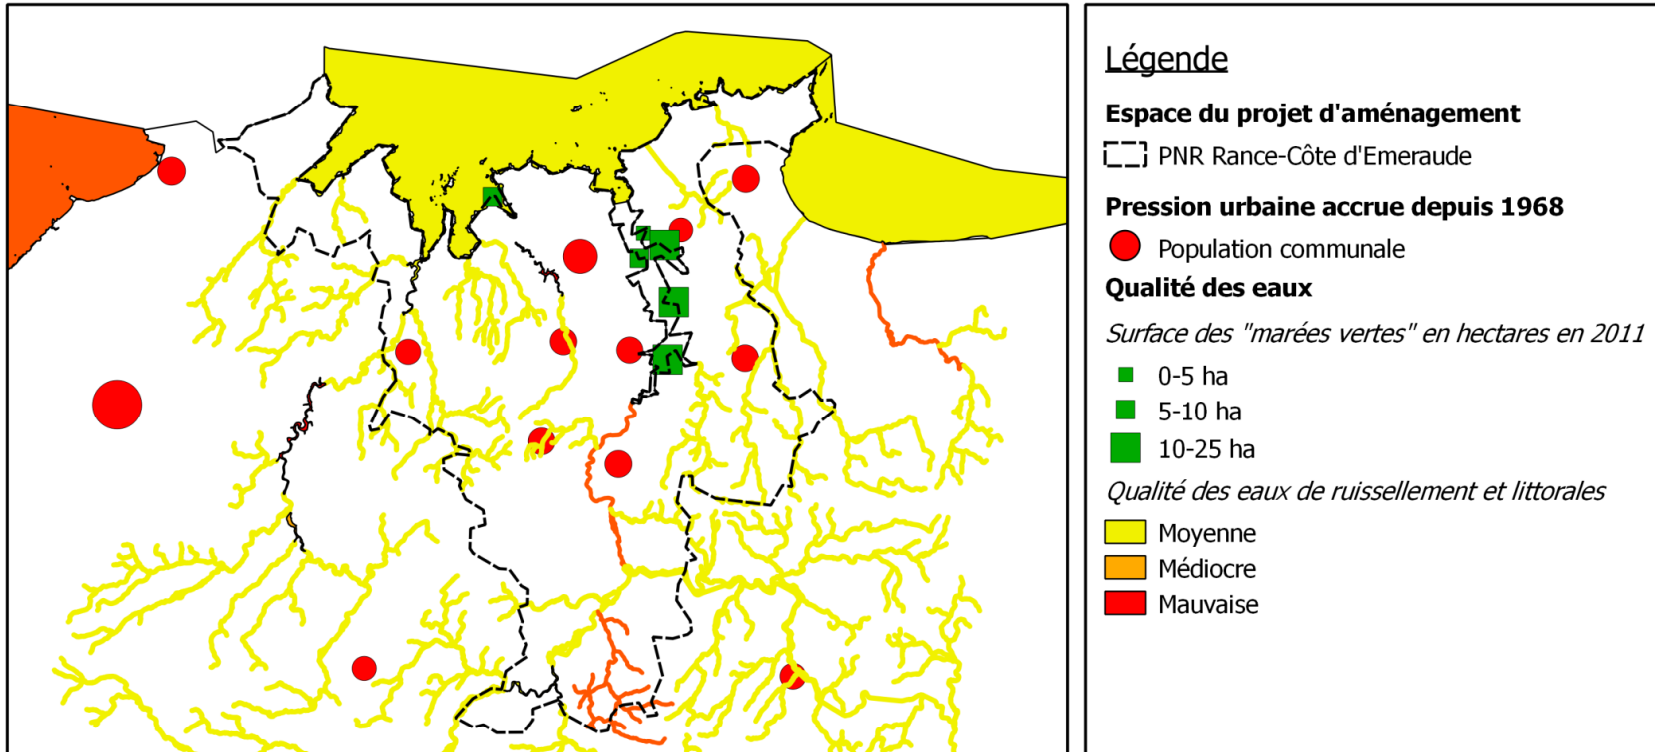 Légende
Espace du projet d'aménagement
PNR Rance-Côte d'Emeraude
Pression urbaine accrue depuis 1968
Population communale
Qualité des eaux
Surface des "marées vertes" en hectares en 2011
0-5 ha
5-10 ha
10-25 ha
Qualité des eaux de ruissellement et littorales
Moyenne
Médiocre
Mauvaise